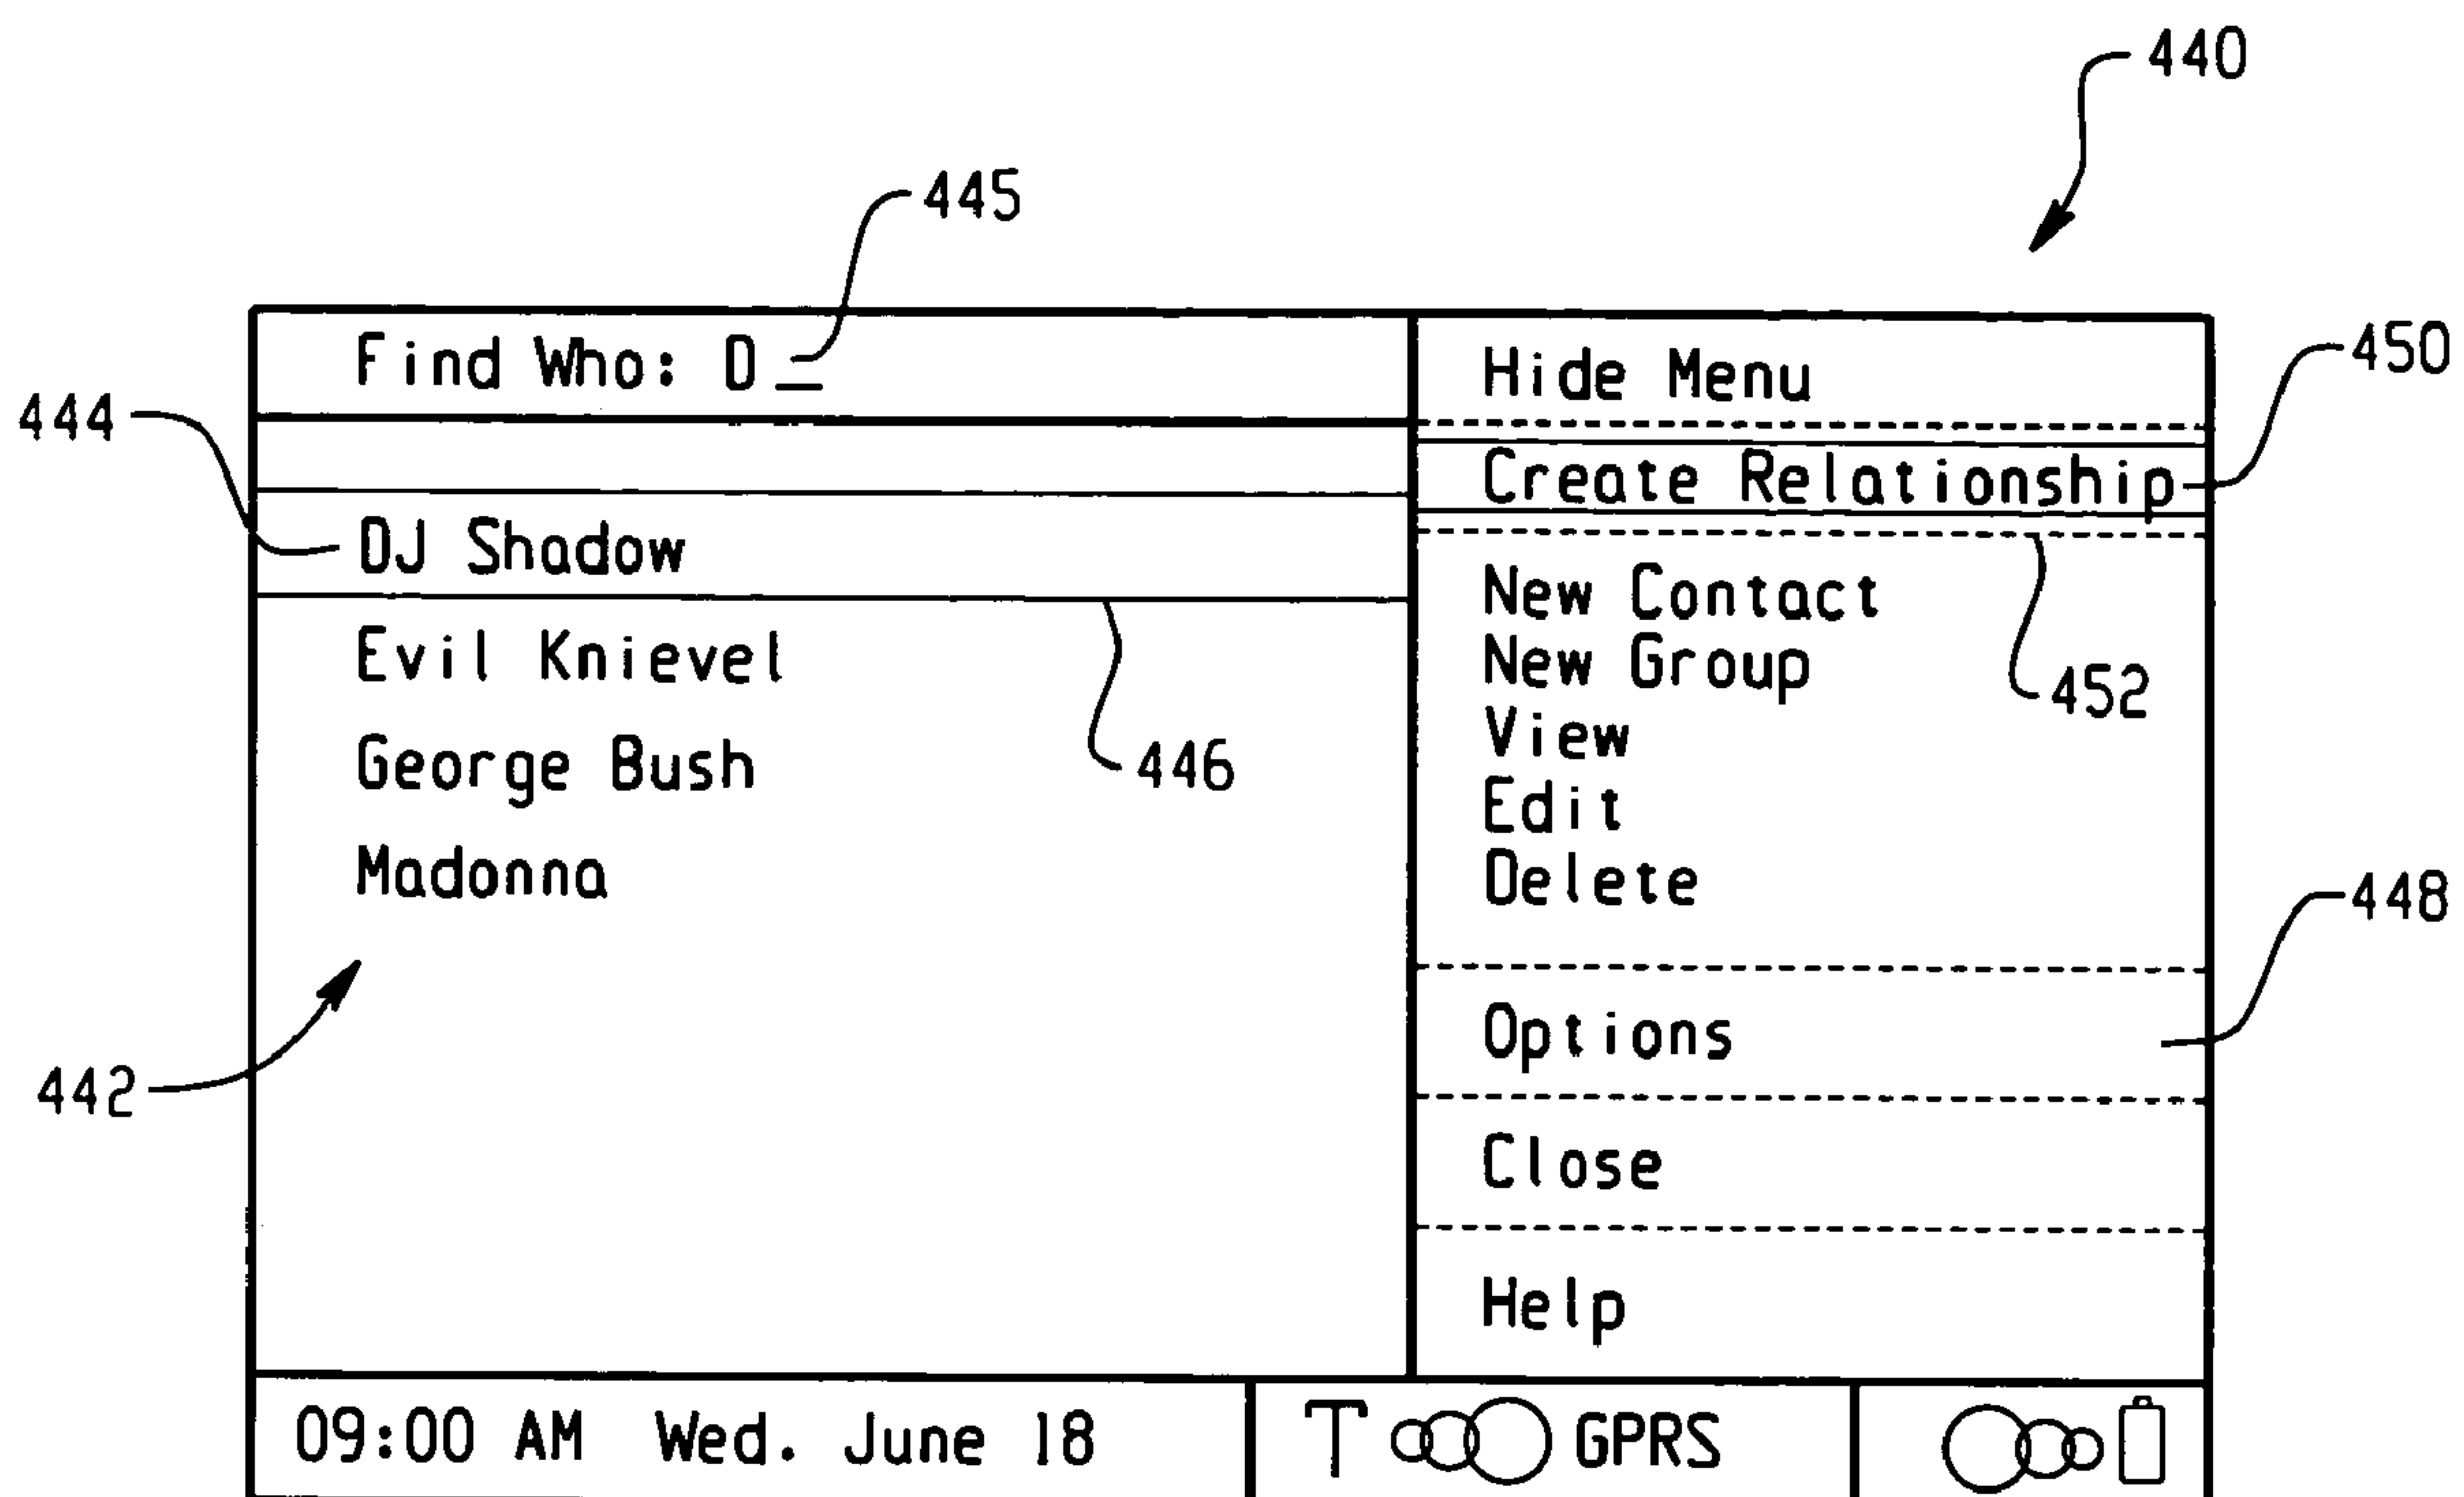 440
445
Find Who: D_
Hide Menu
450
444
Create Relationship
DJ Shadow
New Contact
Evil Knievel
New Group
452
View
George Bush
446
Edit
Madonna
Delete
448
Options
442
Close
Help
09:00 AM Wed. June 18
GPRS